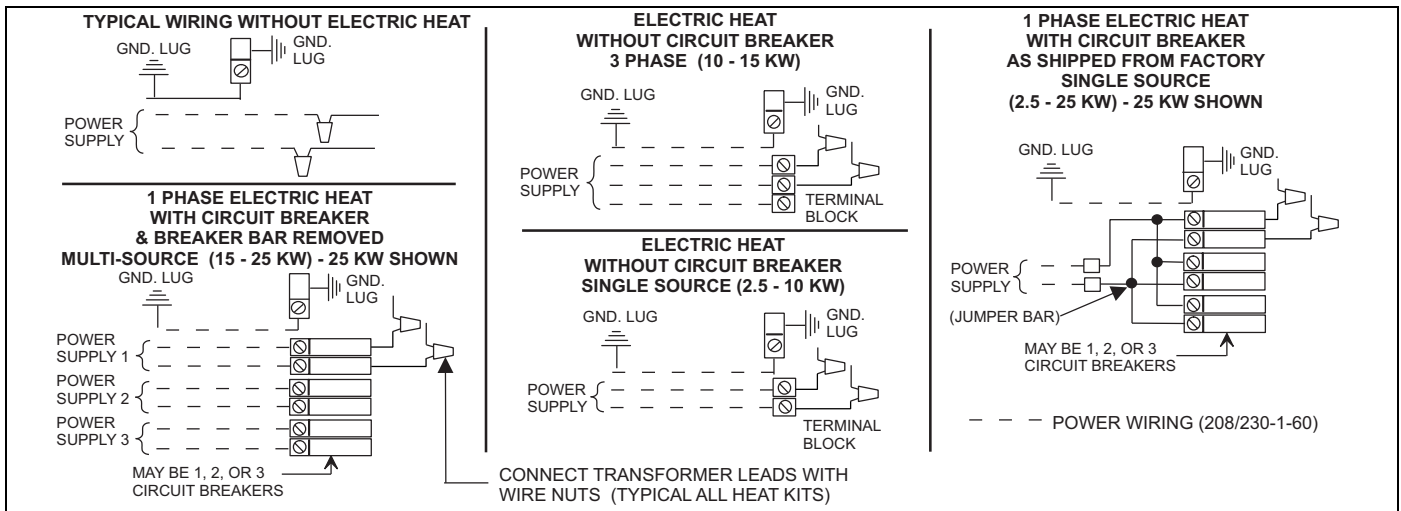 TYPICAL WIRING WITHOUT ELECTRIC HEAT
GND. LUG
GND.
LUG
POWER
SUPPLY
1 PHASE ELECTRIC HEAT
WITH CIRCUIT BREAKER
& BREAKER BAR REMOVED
MULTI-SOURCE (15 - 25 KW) - 25 KW SHOWN
GND. LUG
GND.
LUG
POWER
SUPPLY 1
POWER
SUPPLY 2
POWER
SUPPLY 3
MAY BE 1, 2, OR 3
CIRCUIT BREAKERS
CONNECT TRANSFORMER LEADS WITH
WIRE NUTS (TYPICAL ALL HEAT KITS)
ELECTRIC HEAT
WITHOUT CIRCUIT BREAKER
3 PHASE (10 - 15 KW)
GND. LUG
GND.
LUG
POWER
SUPPLY
TERMINAL
BLOCK
ELECTRIC HEAT
WITHOUT CIRCUIT BREAKER
SINGLE SOURCE (2.5 - 10 KW)
GND. LUG
GND.
LUG
POWER
SUPPLY
TERMINAL
BLOCK
1 PHASE ELECTRIC HEAT
WITH CIRCUIT BREAKER
AS SHIPPED FROM FACTORY
SINGLE SOURCE
(2.5 - 25 KW) - 25 KW SHOWN
GND. LUG
GND.
LUG
POWER
SUPPLY
(JUMPER BAR)
MAY BE 1, 2, OR 3
CIRCUIT BREAKERS
POWER WIRING (208/230-1-60)